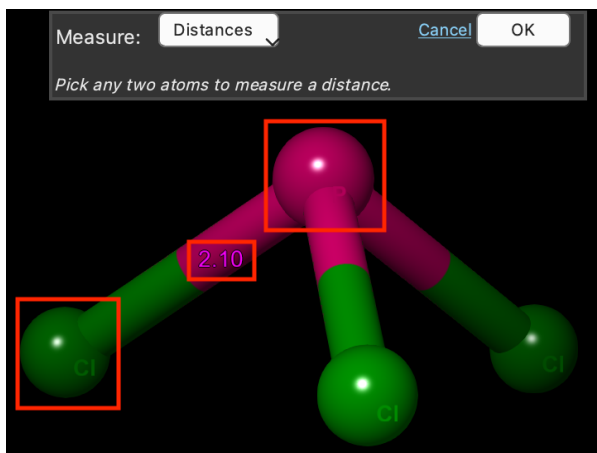 Measure: Distances Cancel OK
Pick any two atoms to measure a distance.
P
2.10
Cl
Cl
Cl